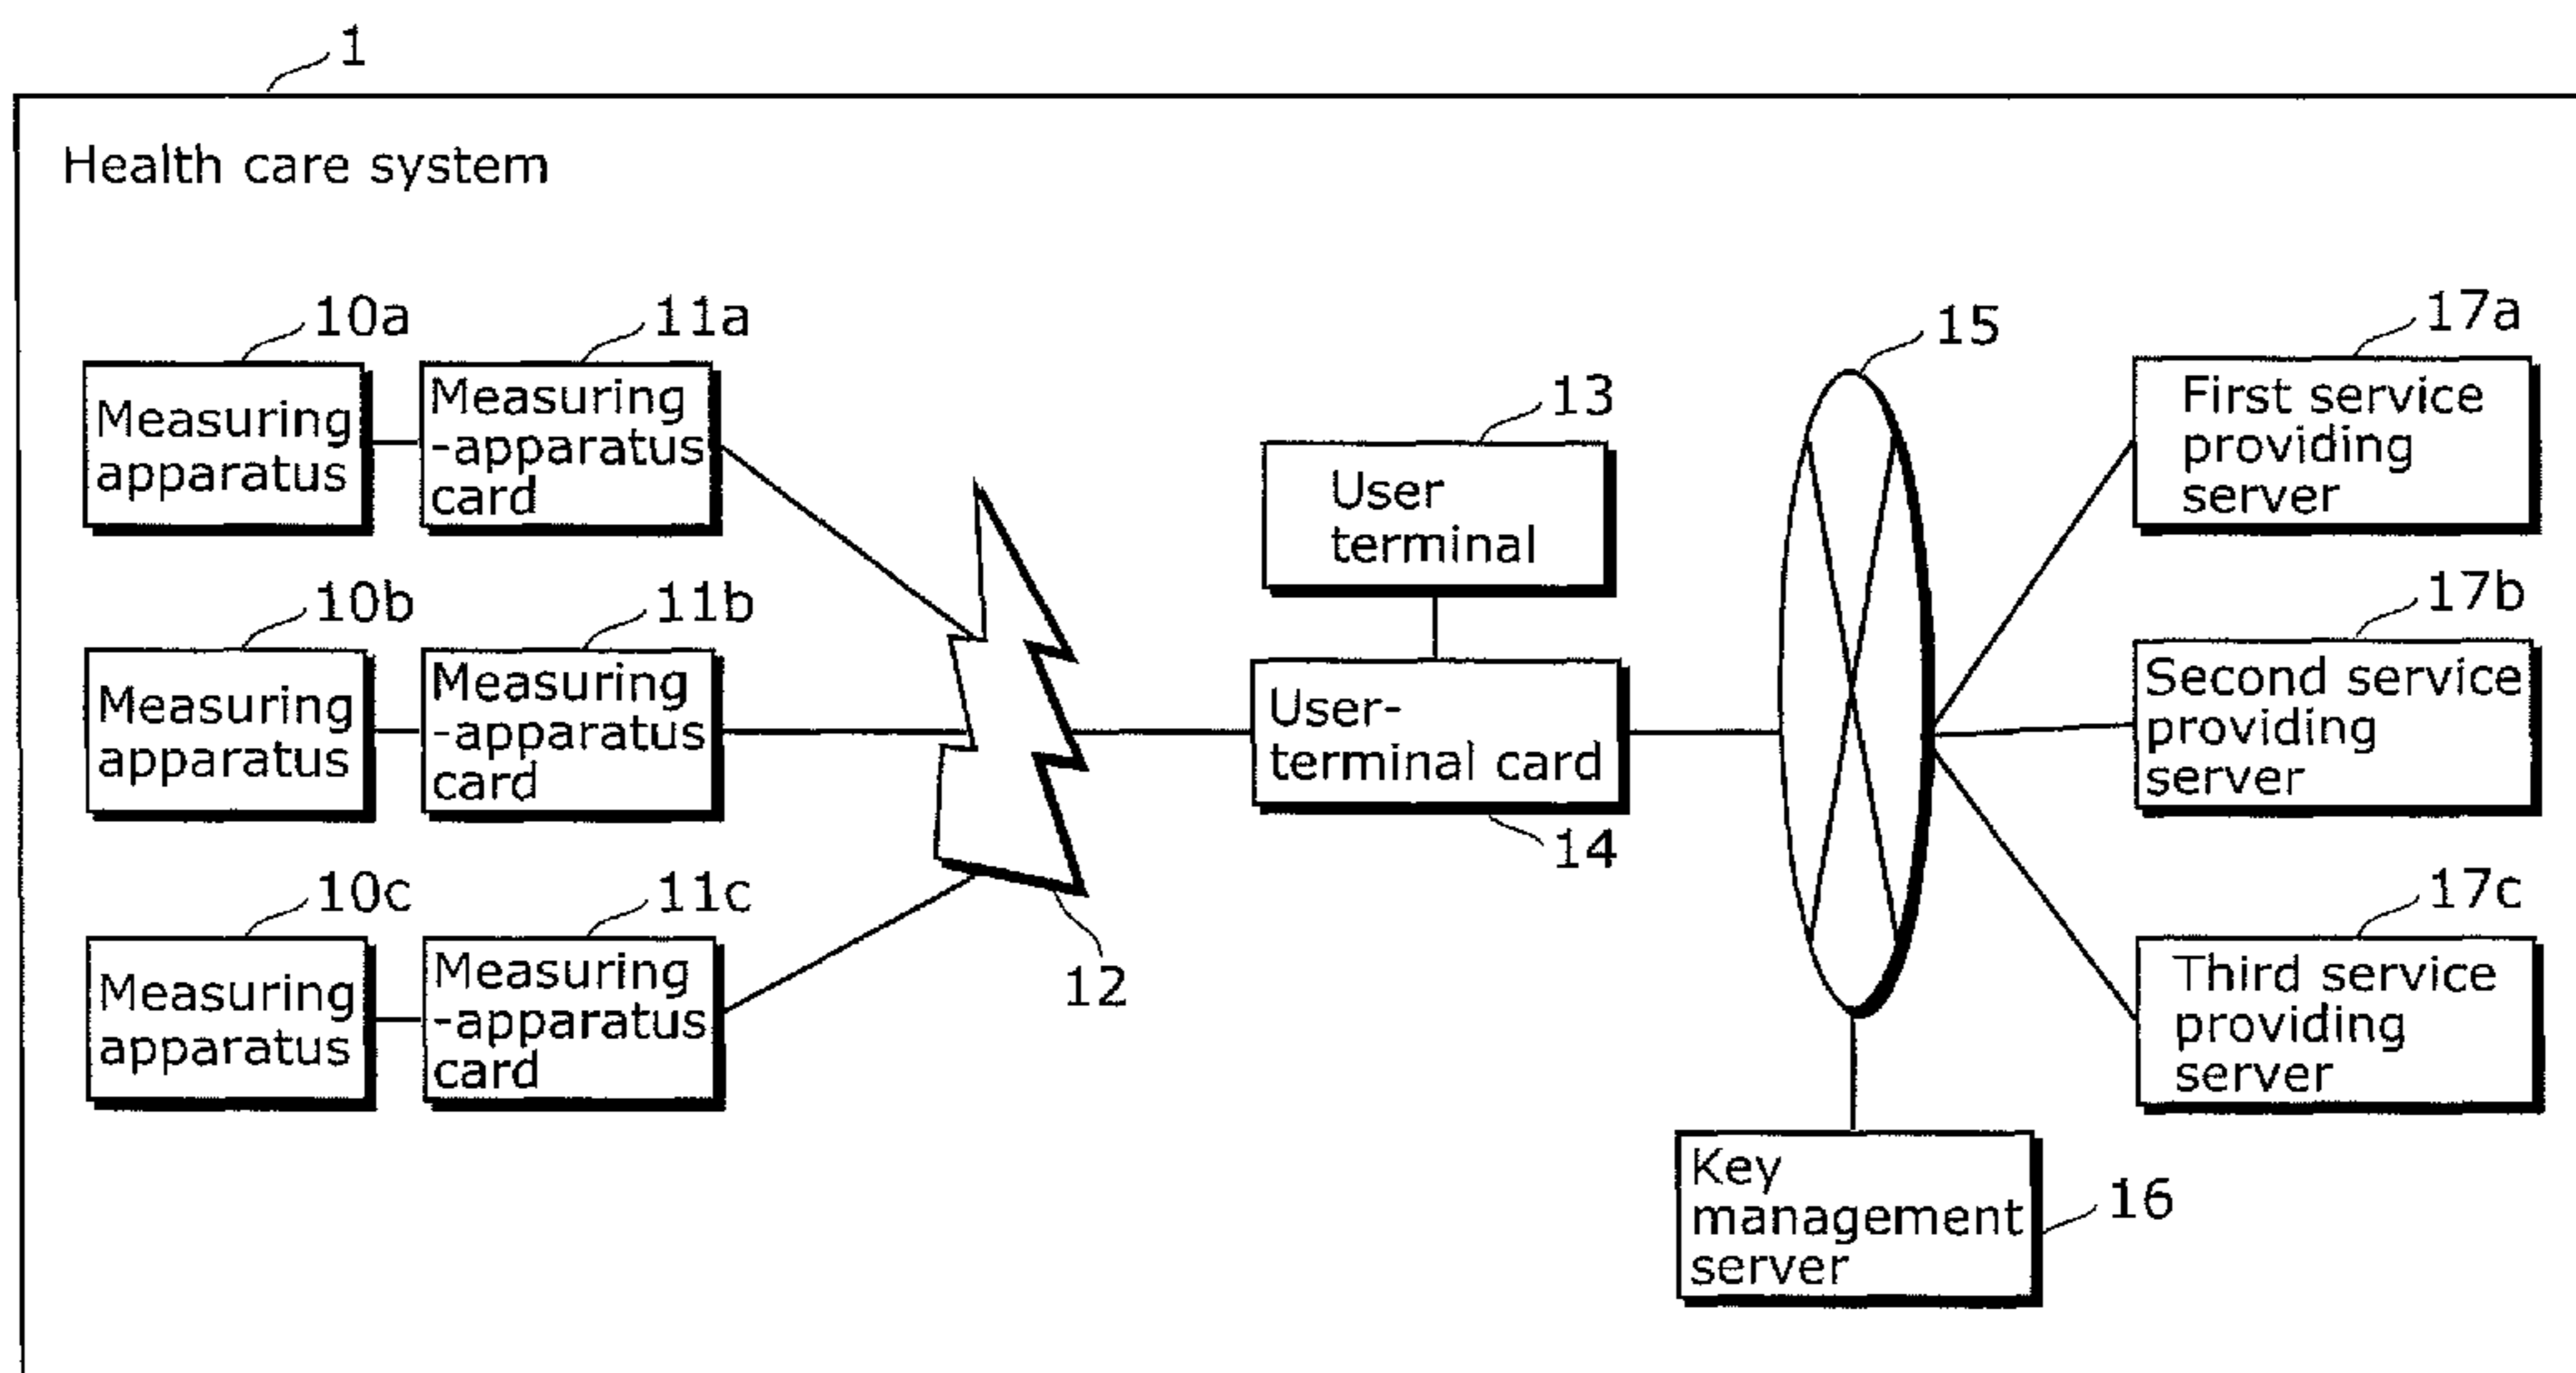 1
Health care system
10a
Measuring
apparatus
11a
Measuring
-apparatus
card
10b
Measuring
apparatus
11b
Measuring
-apparatus
card
10c
Measuring
apparatus
11c
Measuring
-apparatus
card
12
13
User
terminal
User-
terminal card
14
15
Key
management
server
16
17a
First service
providing
server
17b
Second service
providing
server
17c
Third service
providing
server